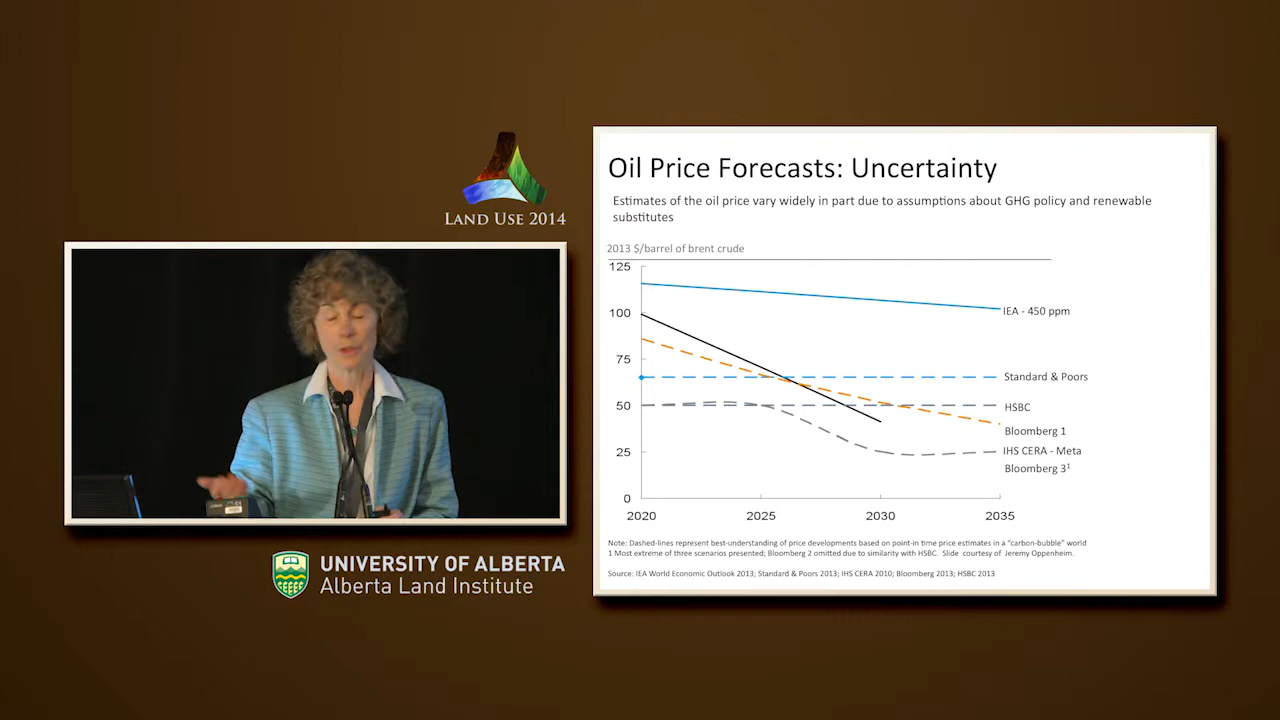 LAND USE 2014
UNIVERSITY OF ALBERTA
Alberta Land Institute
Oil Price Forecasts: Uncertainty
Estimates of the oil price vary widely in part due to assumptions about GHG policy and renewable
substitutes
2013 $/barrel of brent crude
125
100
75
50
25
0
2020 2025 2030 2035
IEA - 450 ppm
Standard & Poors
HSBC
Bloomberg 1
IHS CERA - Meta
Bloomberg 3¹
Note: Dashed-lines represent best-understanding of price developments based on point-in time price estimates in a "carbon-bubble" world
1 Most extreme of three scenarios presented; Bloomberg 2 omitted due to similarity with HSBC. Slide courtesy of Jeremy Oppenheim.
Source: IEA World Economic Outlook 2013; Standard & Poors 2013; IHS CERA 2010; Bloomberg 2013; HSBC 2013